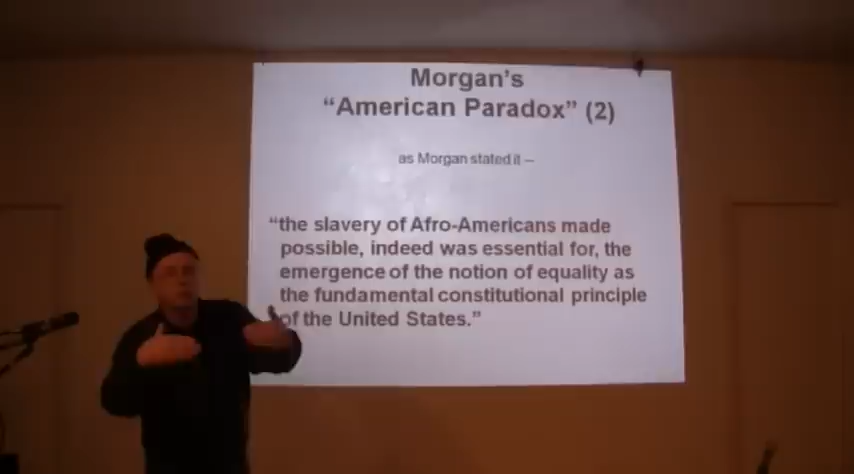 Morgan's
"American Paradox" (2)
as Morgan stated it –
"the slavery of Afro-Americans made
possible, indeed was essential for, the
emergence of the notion of equality as
the fundamental constitutional principle
of the United States."